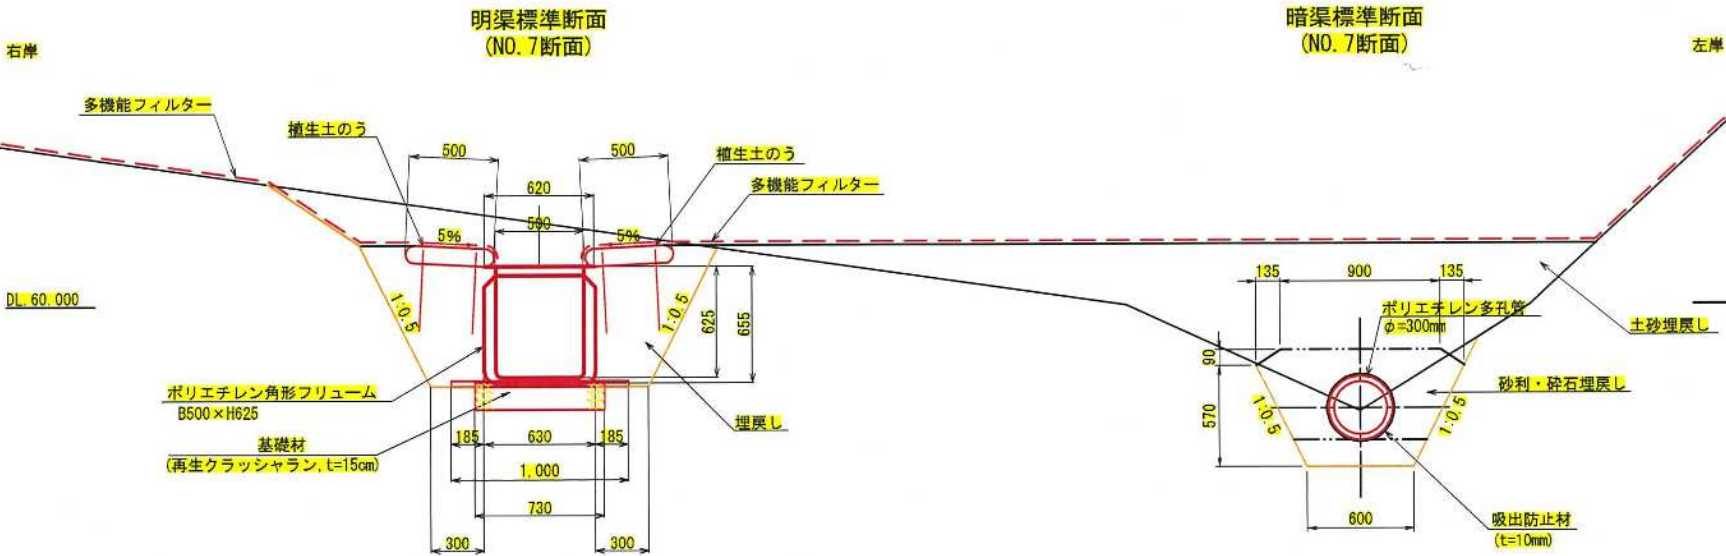 明渠標準断面
(NO.7断面)
暗渠標準断面
(NO.7断面)
右岸
左岸
多機能フィルター
植生土のう
500
500
植生土のう
620
多機能フィルター
500
5%
5%
135
900
135
DL.60.000
1:0.5
1:0.5
625
655
ポリエチレン多孔管
φ=300mm
土砂埋戻し
90
ポリエチレン角形フリューム
B500×H625
砂利・砕石埋戻し
570
1:0.5
1:0.5
埋戻し
基礎材
(再生クラッシャラン,t=15cm)
185
630
185
1,000
730
600
吸出防止材
(t=10mm)
300
300